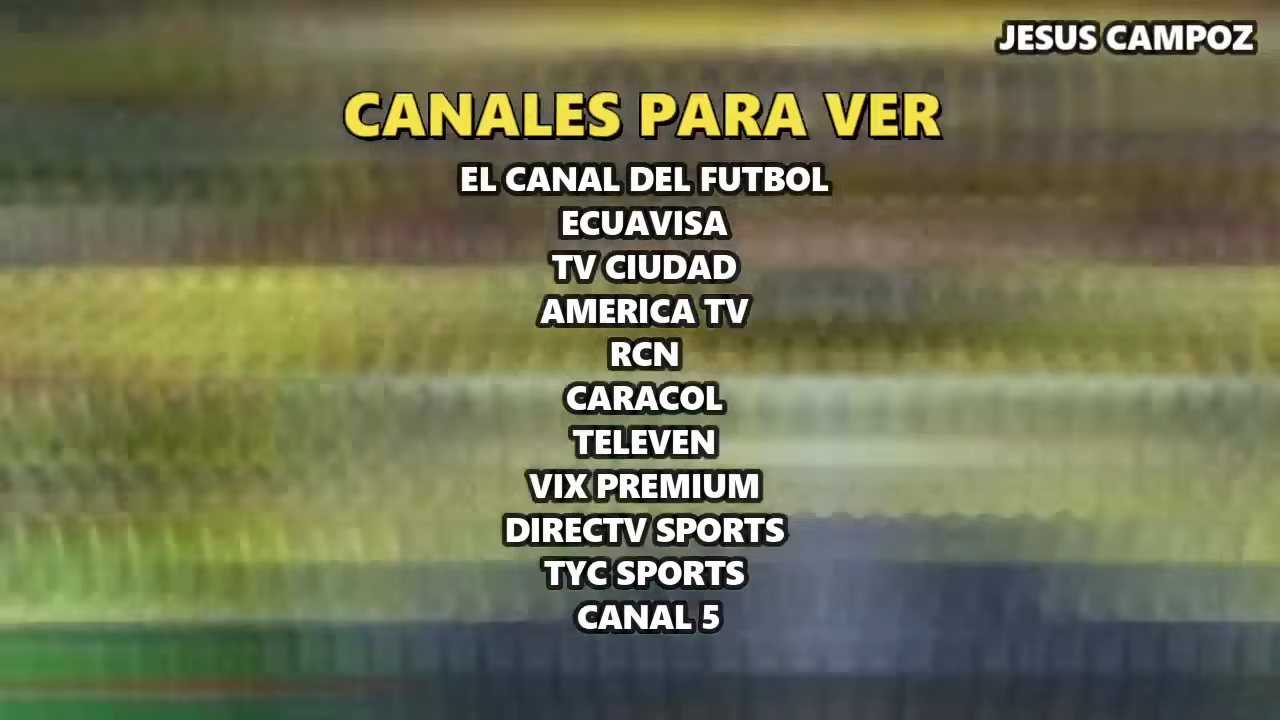 JESUS CAMPOZ
CANALES PARA VER
EL CANAL DEL FUTBOL
ECUAVISA
TV CIUDAD
AMERICA TV
RCN
CARACOL
TELEVEN
VIX PREMIUM
DIRECTV SPORTS
TYC SPORTS
CANAL 5